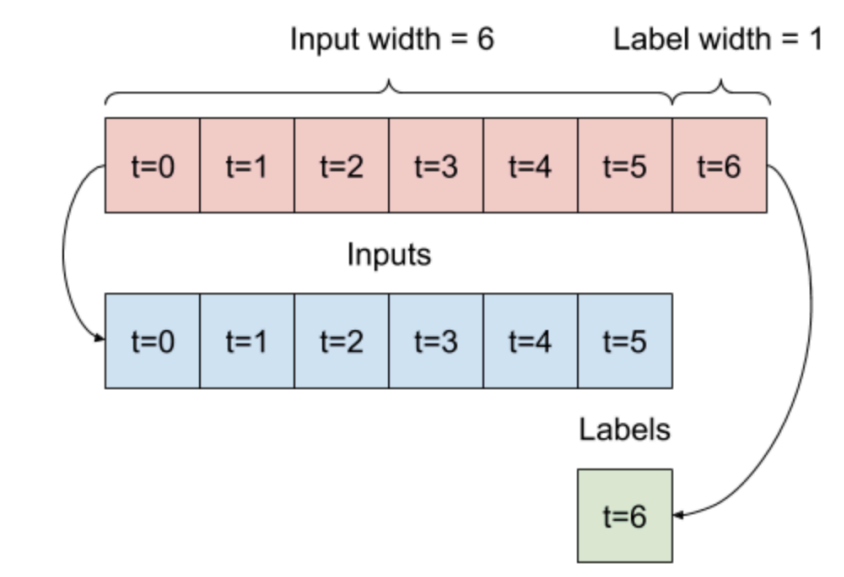 Input width = 6 Label width = 1
t=0 t=1 t=2 t=3 t=4 t=5 t=6
Inputs
t=0 t=1 t=2 t=3 t=4 t=5
Labels
t=6